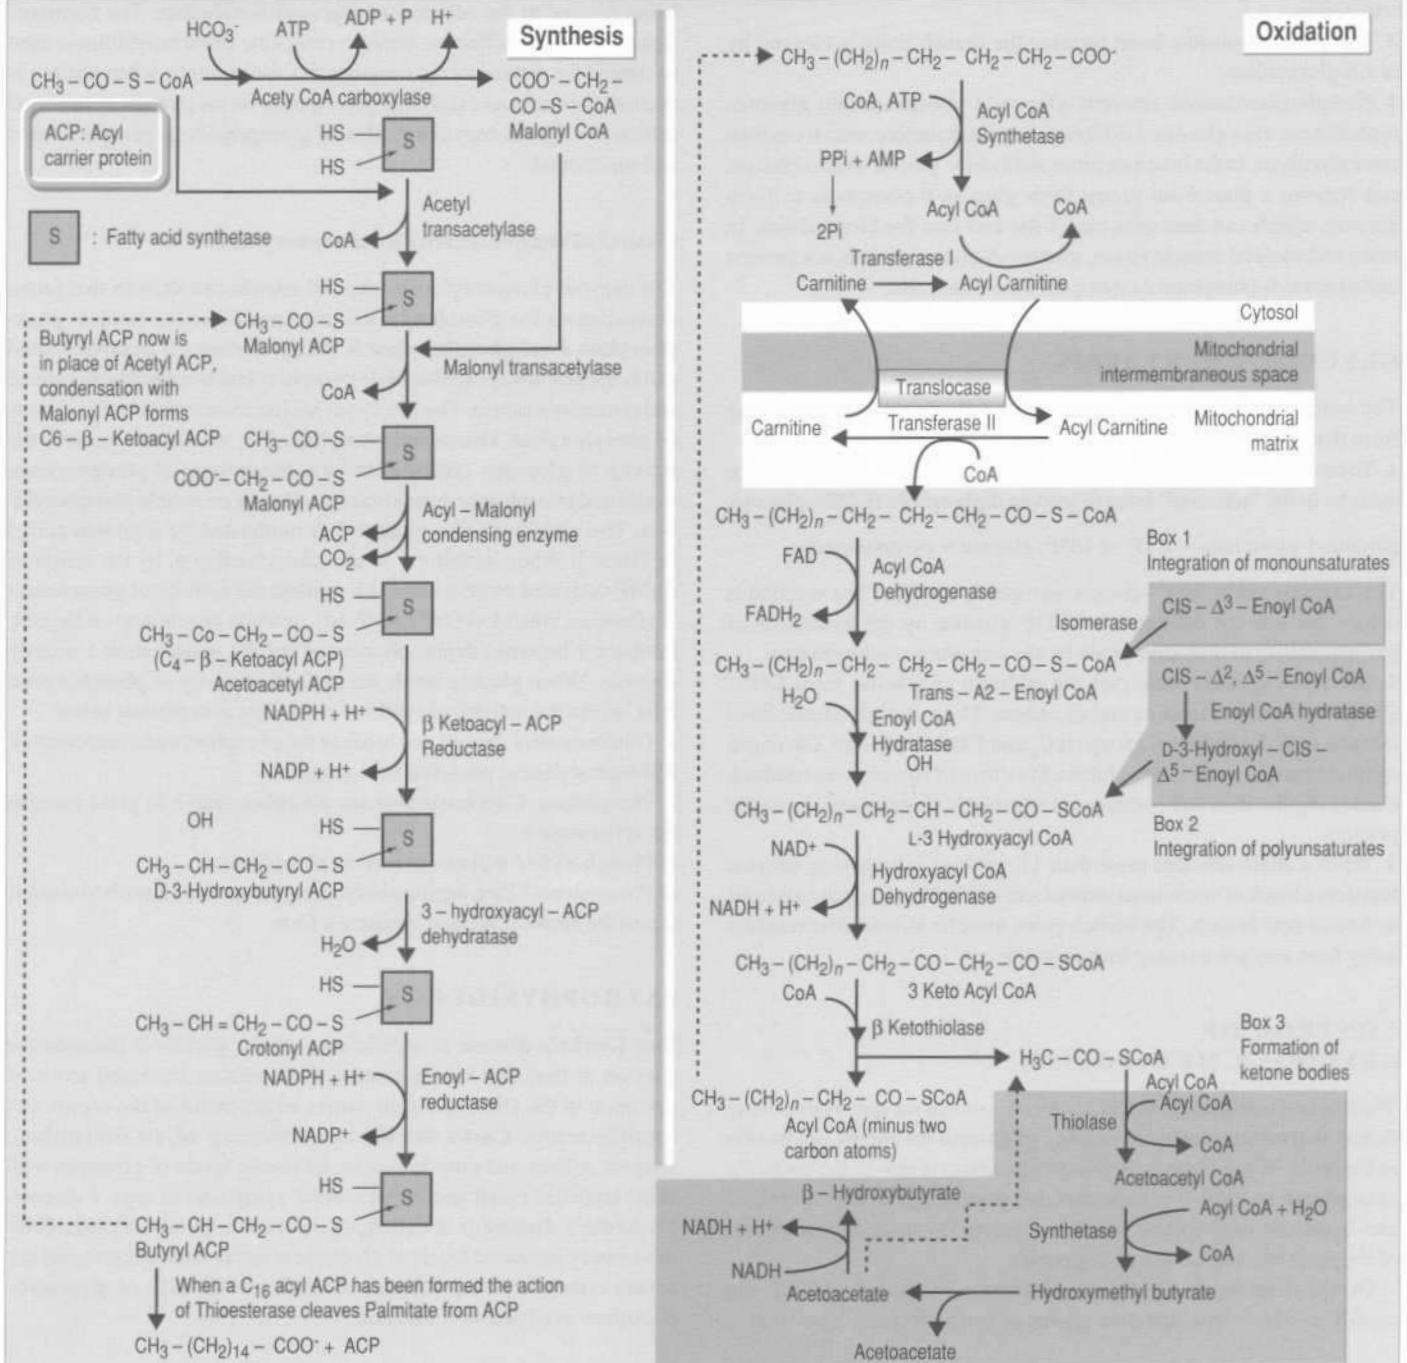 Synthesis
HCO₃⁻ ATP ADP + P H⁺
CH₃ – CO – S – CoA
Acety CoA carboxylase
COO⁻ – CH₂ –
CO – S – CoA
Malonyl CoA
ACP: Acyl
carrier protein
HS
HS
S
S : Fatty acid synthetase
Acetyl
transacetylase
CoA
HS
S
CH₃ – CO – S
Malonyl ACP
Malonyl transacetylase
CoA
Butyryl ACP now is
in place of Acetyl ACP,
condensation with
Malonyl ACP forms
C6 – β – Ketoacyl ACP
CH₃ – CO – S
S
COO⁻ – CH₂ – CO – S
Malonyl ACP
Acyl – Malonyl
condensing enzyme
ACP
CO₂
HS
S
CH₃ – Co – CH₂ – CO – S
(C₄ – β – Ketoacyl ACP)
Acetoacetyl ACP
NADPH + H⁺
β Ketoacyl – ACP
Reductase
NADP + H⁺
OH
HS
S
CH₃ – CH – CH₂ – CO – S
D-3-Hydroxybutyryl ACP
3 – hydroxyacyl – ACP
dehydratase
H₂O
HS
S
CH₃ – CH = CH₂ – CO – S
Crotonyl ACP
NADPH + H⁺
Enoyl – ACP
reductase
NADP⁺
HS
S
CH₃ – CH – CH₂ – CO – S
Butyryl ACP
When a C₁₆ acyl ACP has been formed the action
of Thioesterase cleaves Palmitate from ACP
CH₃ – (CH₂)₁₄ – COO⁻ + ACP
Oxidation
CH₃ – (CH₂)n – CH₂ – CH₂ – CH₂ – COO⁻
CoA, ATP
Acyl CoA
Synthetase
PPi + AMP
2Pi
Acyl CoA
CoA
Transferase I
Carnitine
Acyl Carnitine
Cytosol
Mitochondrial
intermembraneous space
Translocase
Transferase II
Carnitine
Acyl Carnitine
Mitochondrial
matrix
CoA
CH₃ – (CH₂)n – CH₂ – CH₂ – CH₂ – CO – S – CoA
FAD
Acyl CoA
Dehydrogenase
FADH₂
Box 1
Integration of monounsaturates
CIS – Δ³ – Enoyl CoA
Isomerase
CH₃ – (CH₂)n – CH₂ – CH₂ – CH₂ – CO – S – CoA
Trans – A2 – Enoyl CoA
CIS – Δ², Δ⁵ – Enoyl CoA
Enoyl CoA hydratase
D-3-Hydroxyl – CIS –
Δ⁵ – Enoyl CoA
H₂O
Enoyl CoA
Hydratase
OH
CH₃ – (CH₂)n – CH₂ – CH – CH₂ – CO – SCoA
L-3 Hydroxyacyl CoA
Box 2
Integration of polyunsaturates
NAD⁺
Hydroxyacyl CoA
Dehydrogenase
NADH + H⁺
CH₃ – (CH₂)n – CH₂ – CO – CH₂ – CO – SCoA
3 Keto Acyl CoA
CoA
β Ketothiolase
H₃C – CO – SCoA
Box 3
Formation of
ketone bodies
CH₃ – (CH₂)n – CH₂ – CO – SCoA
Acyl CoA (minus two
carbon atoms)
Acyl CoA
Acyl CoA
Thiolase
CoA
Acetoacetyl CoA
Acyl CoA + H₂O
Synthetase
CoA
Hydroxymethyl butyrate
β – Hydroxybutyrate
NADH + H⁺
NADH
Acetoacetate
Acetoacetate